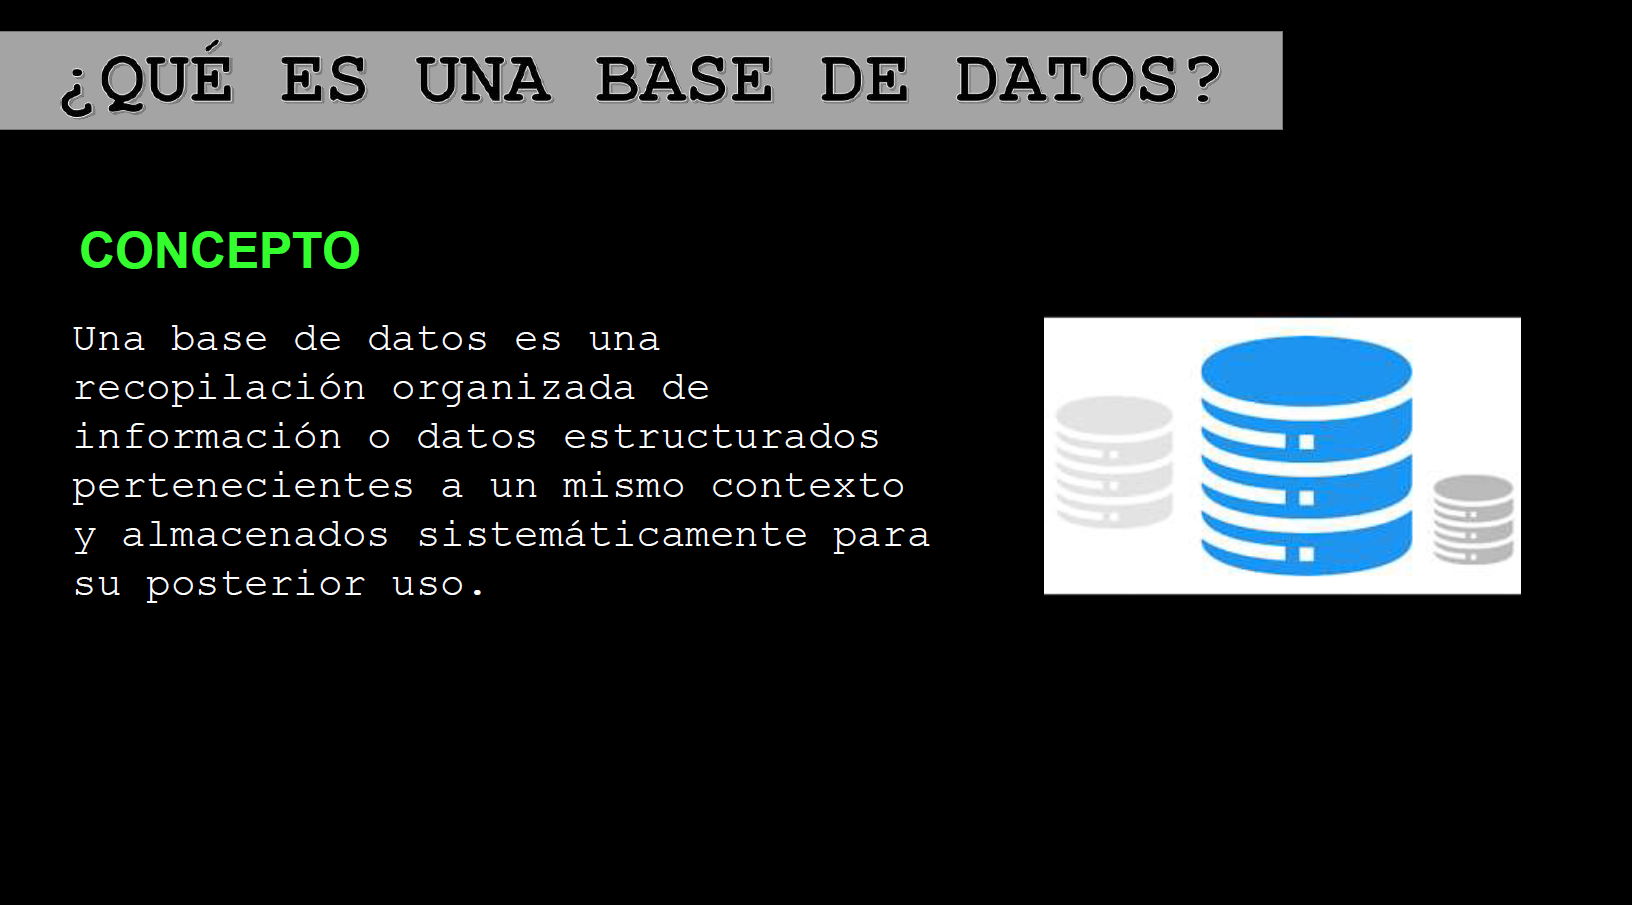 ¿QUÉ ES UNA BASE DE DATOS?
CONCEPTO
Una base de datos es una
recopilación organizada de
información o datos estructurados
pertenecientes a un mismo contexto
y almacenados sistemáticamente para
su posterior uso.